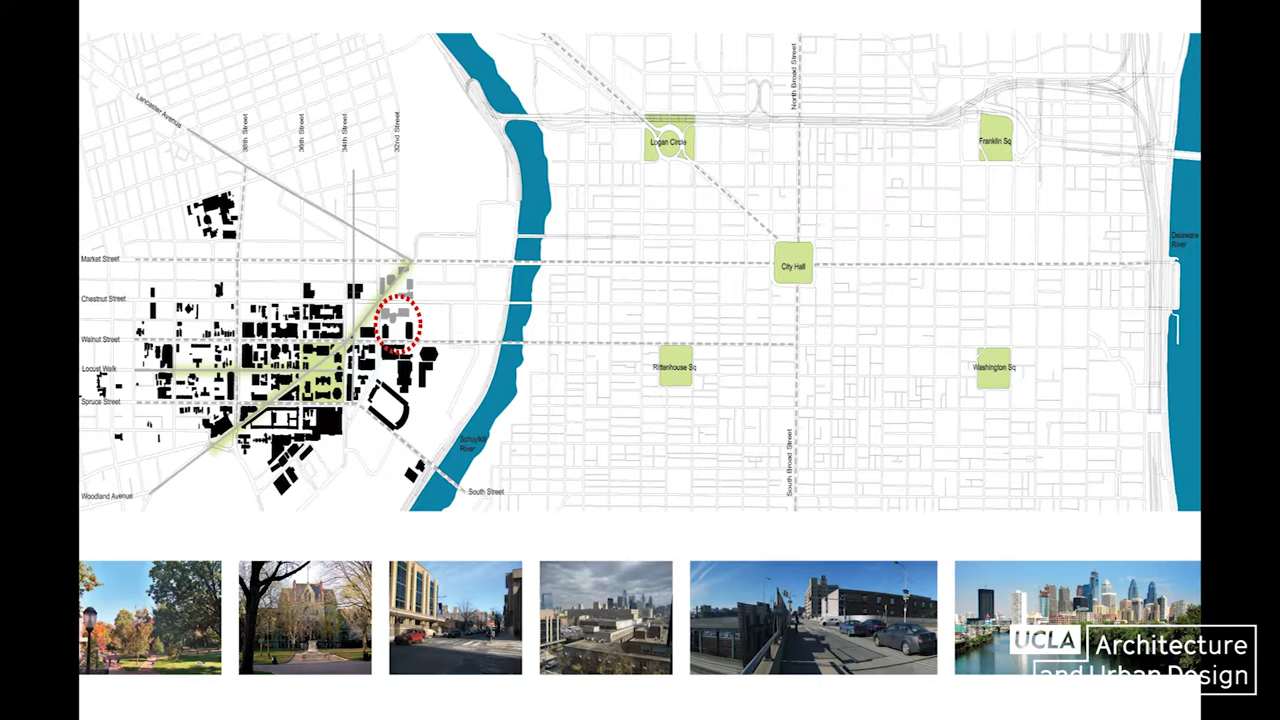 Lancaster Avenue
38th Street
36th Street
34th Street
32nd Street
North Broad Street
Logan Circle
Franklin Sq
Market Street
City Hall
Delaware
River
Chestnut Street
Walnut Street
Locust Walk
Rittenhouse Sq
Washington Sq
Spruce Street
Schuylkill
River
South Broad Street
Woodland Avenue
South Street
UCLA Architecture
and Urban Design